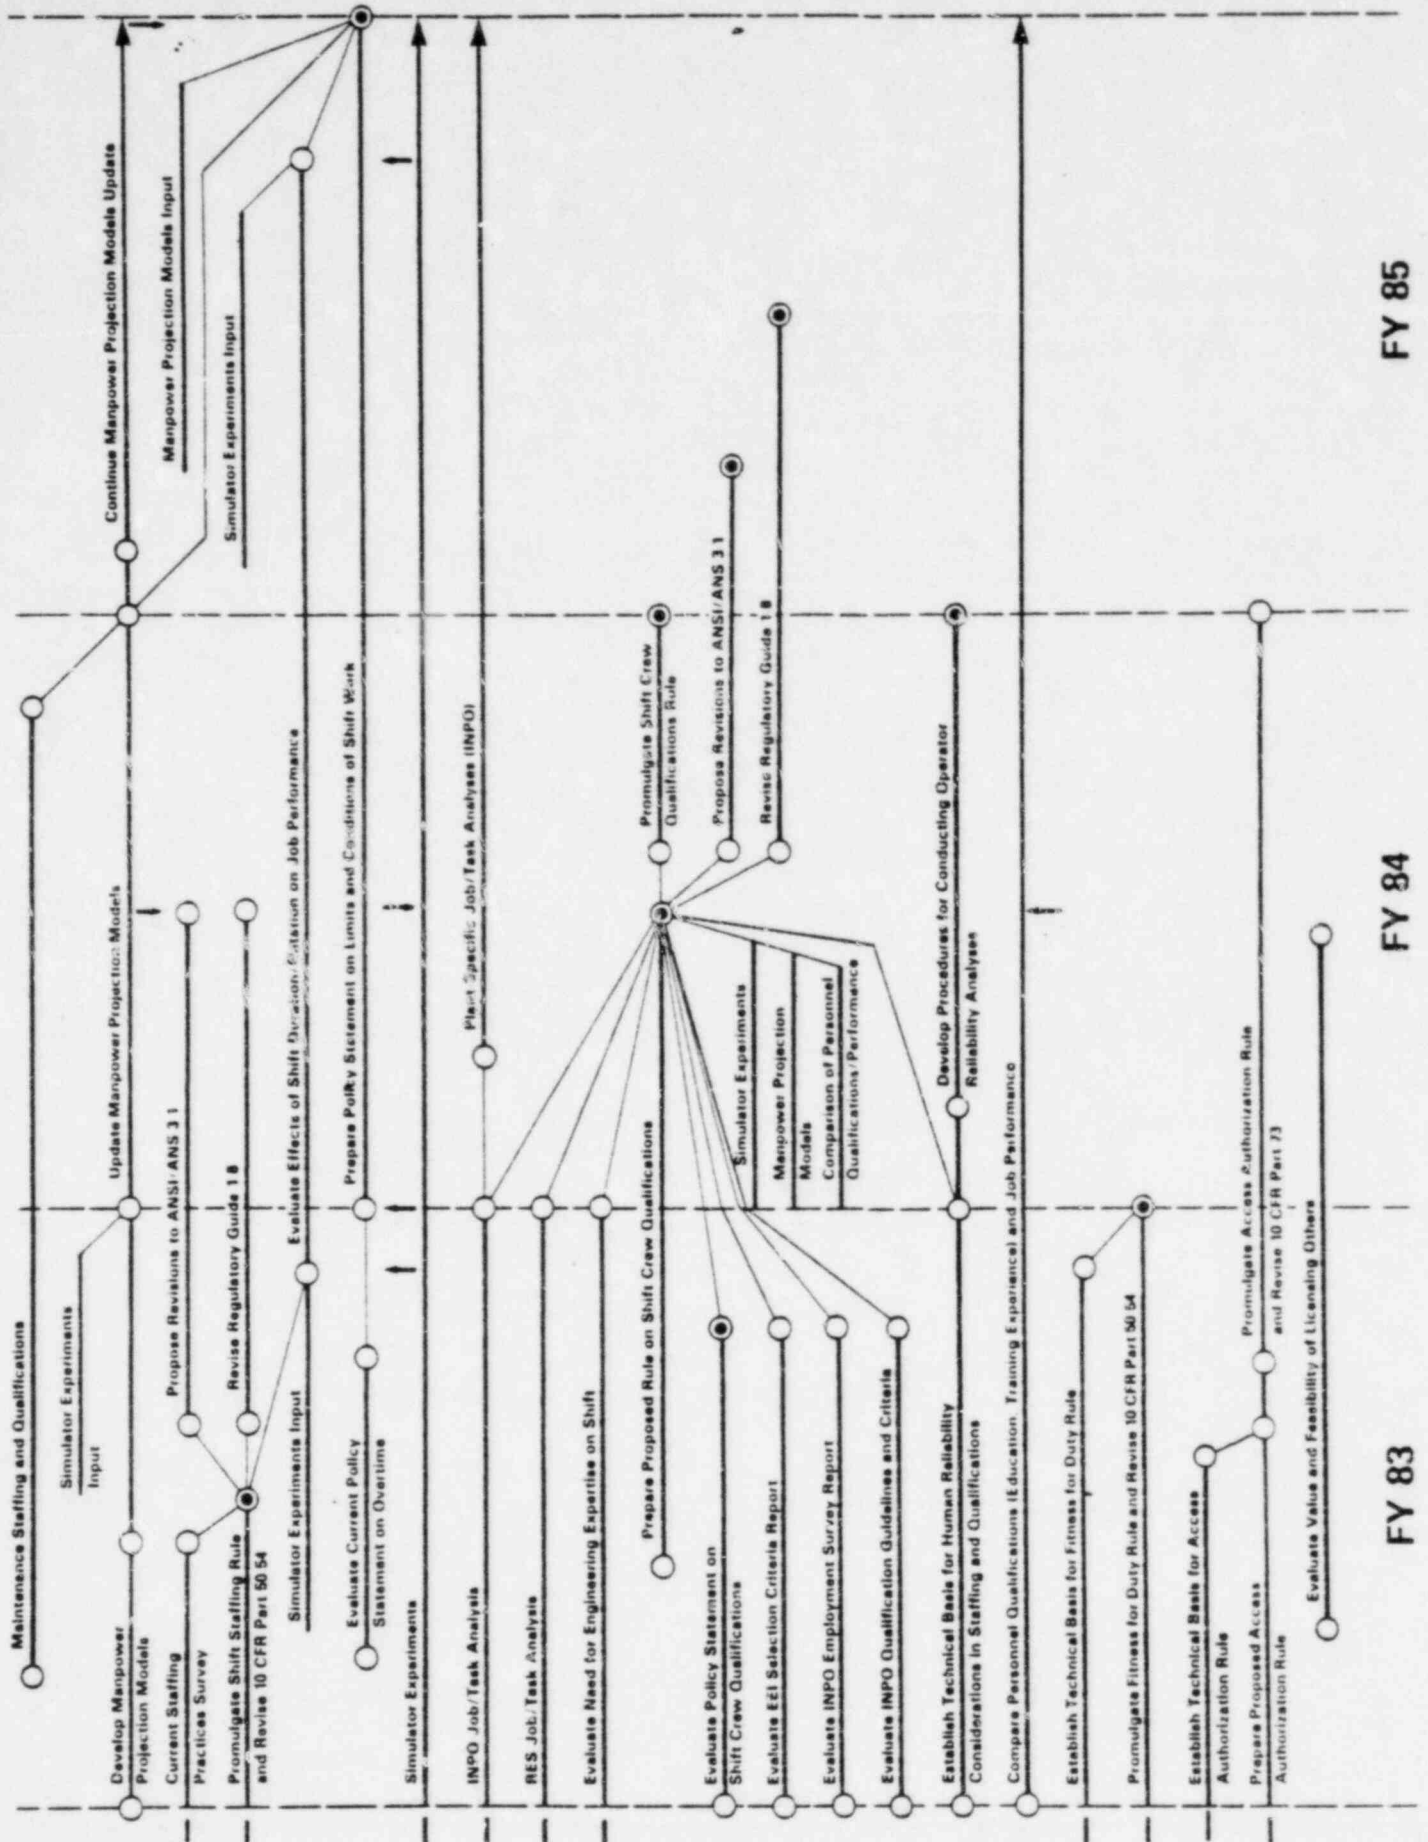 Maintenance Staffing and Qualifications
Simulator Experiments
Input
Develop Manpower
Projection Models
Update Manpower Projection Models
Continue Manpower Projection Models Update
Current Staffing
Practices Survey
Propose Revisions to ANSI/ANS 3 1
Manpower Projection Models Input
Promulgate Shift Staffing Rule
and Revise 10 CFR Part 50 54
Revise Regulatory Guide 1 8
Simulator Experiments Input
Simulator Experiments Input
Evaluate Effects of Shift Duration/Rotation on Job Performance
Evaluate Current Policy
Statement on Overtime
Prepare Policy Statement on Limits and Conditions of Shift Work
Simulator Experiments
INPO Job/Task Analysis
Plant Specific Job/Task Analyses (INPO)
RES Job/Task Analysis
Evaluate Need for Engineering Expertise on Shift
Prepare Proposed Rule on Shift Crew Qualifications
Promulgate Shift Crew
Qualifications Rule
Evaluate Policy Statement on
Shift Crew Qualifications
Propose Revisions to ANSI/ANS 3 1
Simulator Experiments
Evaluate EEI Selection Criteria Report
Revise Regulatory Guide 1 8
Manpower Projection
Models
Evaluate INPO Employment Survey Report
Comparison of Personnel
Qualifications/Performance
Evaluate INPO Qualification Guidelines and Criteria
Establish Technical Basis for Human Reliability
Considerations in Staffing and Qualifications
Develop Procedures for Conducting Operator
Reliability Analyses
Compare Personnel Qualifications (Education, Training Experience) and Job Performance
Establish Technical Basis for Fitness for Duty Rule
Promulgate Fitness for Duty Rule and Revise 10 CFR Part 50 54
Establish Technical Basis for Access
Authorization Rule
Prepare Proposed Access
Authorization Rule
Promulgate Access Authorization Rule
and Revise 10 CFR Part 73
Evaluate Value and Feasibility of Licensing Others
FY 83
FY 84
FY 85